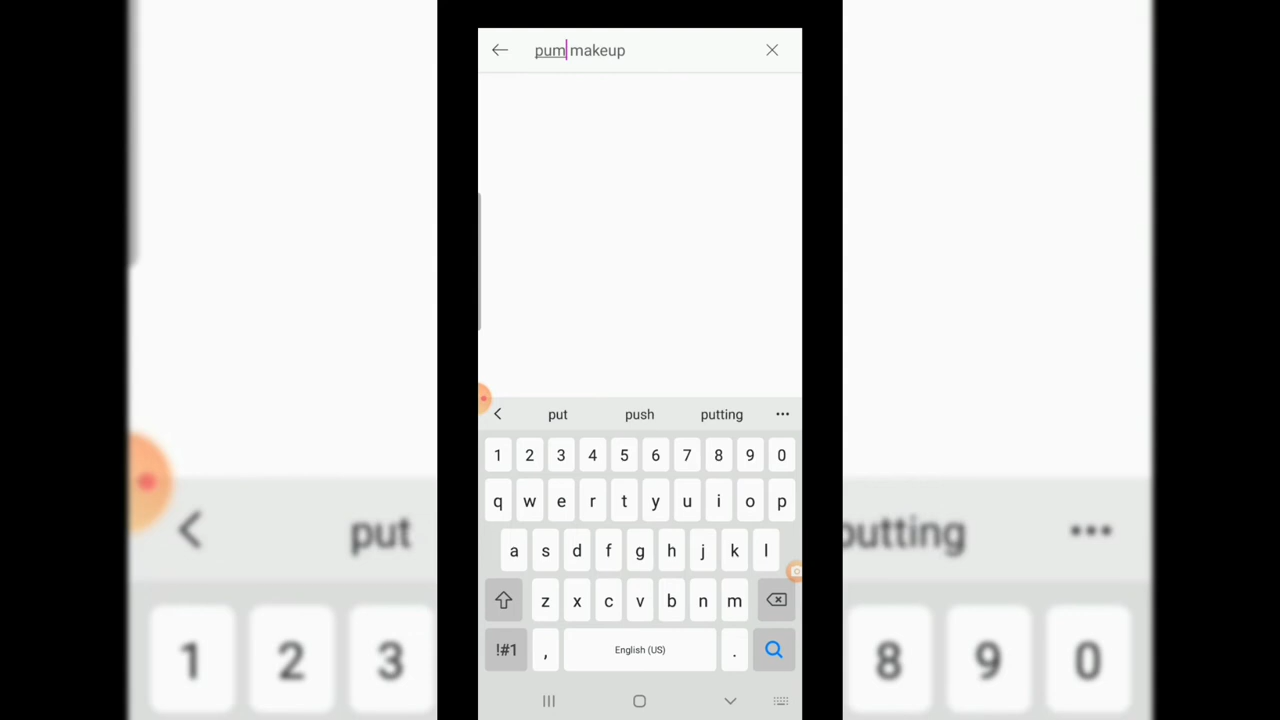 pum makeup
put push putting
1 2 3 4 5 6 7 8 9 0
q w e r t y u i o p
a s d f g h j k l
z x c v b n m
!#1 , English (US) .
put
putting
1 2 3
8 9 0